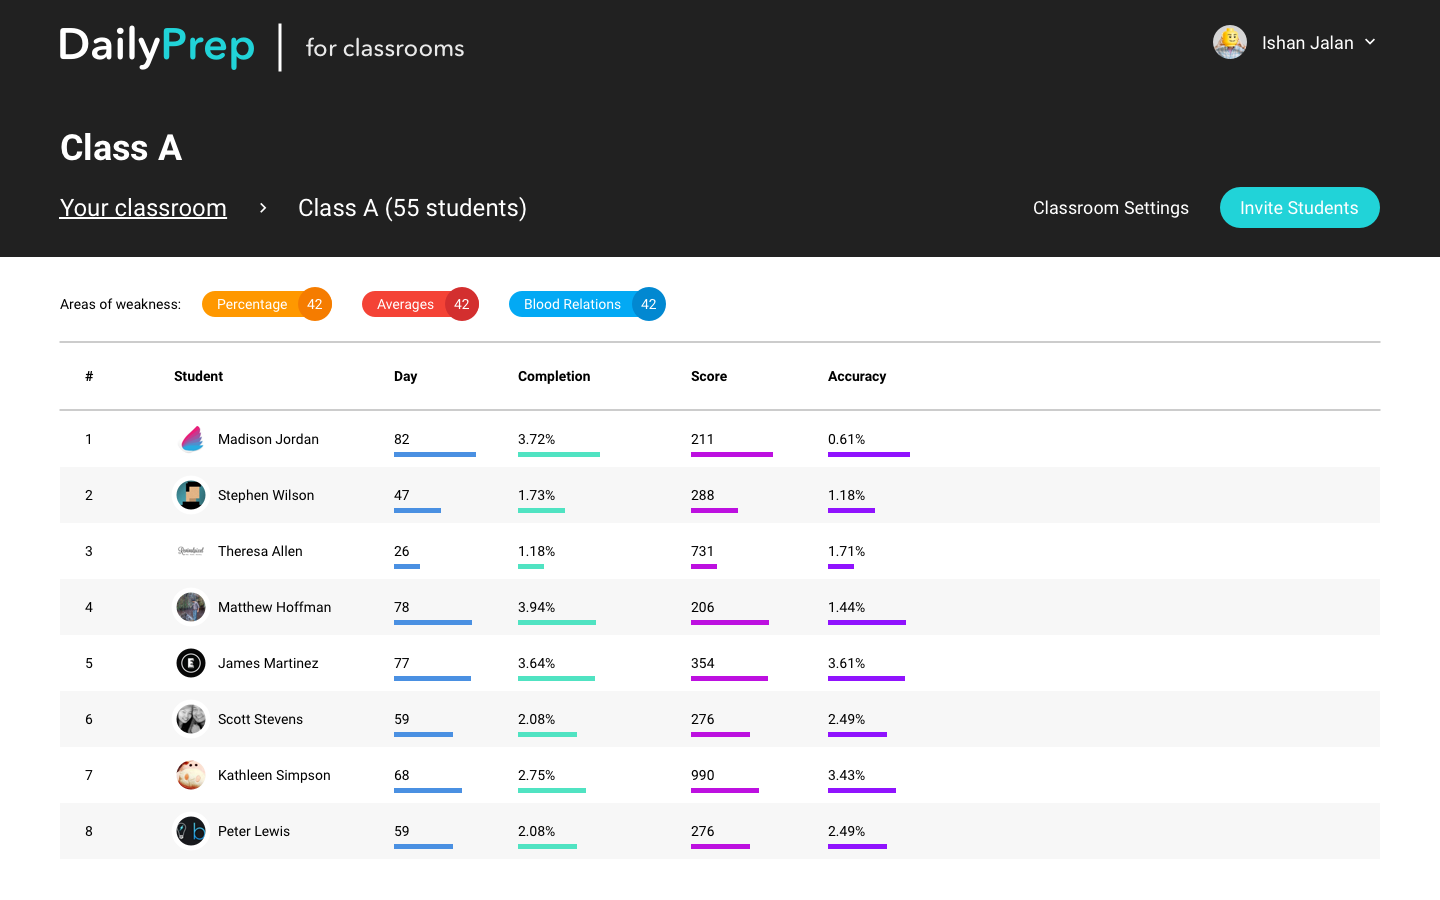 DailyPrep | for classrooms
Ishan Jalan
Class A
Your classroom > Class A (55 students)
Classroom Settings
Invite Students
Areas of weakness: Percentage 42 Averages 42 Blood Relations 42
# Student Day Completion Score Accuracy
1 Madison Jordan 82 3.72% 211 0.61%
2 Stephen Wilson 47 1.73% 288 1.18%
3 Theresa Allen 26 1.18% 731 1.71%
4 Matthew Hoffman 78 3.94% 206 1.44%
5 James Martinez 77 3.64% 354 3.61%
6 Scott Stevens 59 2.08% 276 2.49%
7 Kathleen Simpson 68 2.75% 990 3.43%
8 Peter Lewis 59 2.08% 276 2.49%